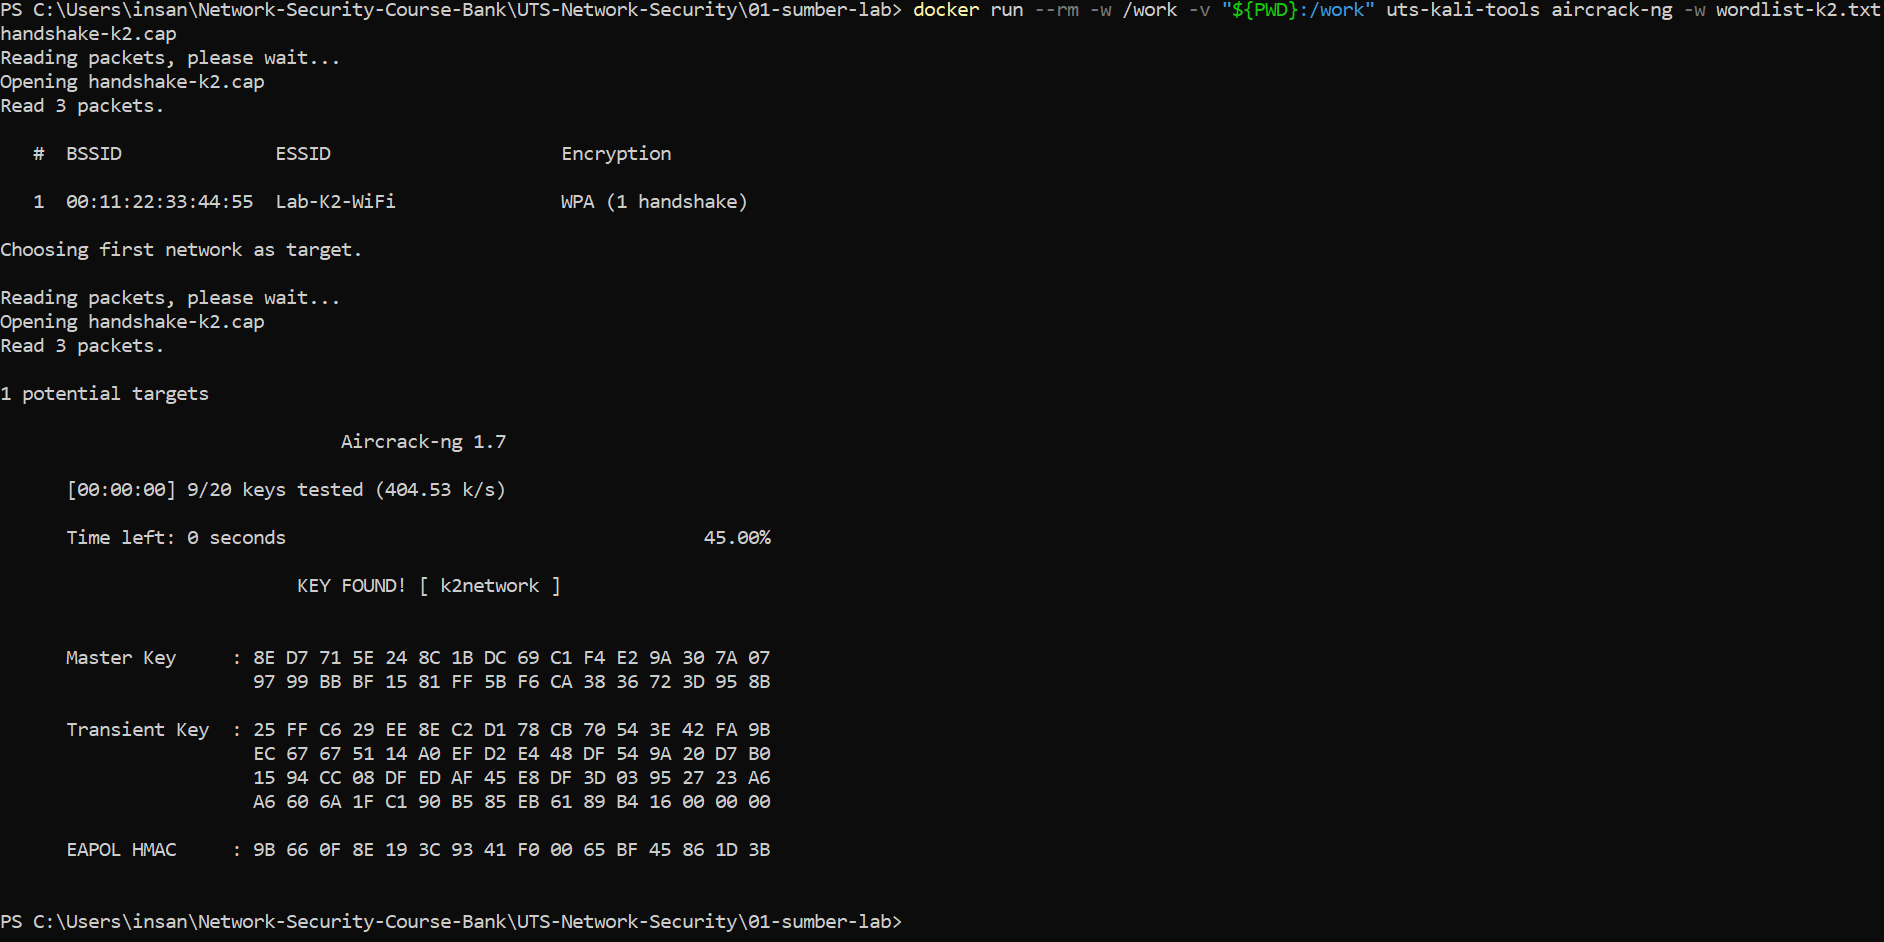 PS C:\Users\insan\Network-Security-Course-Bank\UTS-Network-Security\01-sumber-lab> docker run --rm -w /work -v "${PWD}:/work" uts-kali-tools aircrack-ng -w wordlist-k2.txt
handshake-k2.cap
Reading packets, please wait...
Opening handshake-k2.cap
Read 3 packets.
# BSSID ESSID Encryption
1 00:11:22:33:44:55 Lab-K2-WiFi WPA (1 handshake)
Choosing first network as target.
Reading packets, please wait...
Opening handshake-k2.cap
Read 3 packets.
1 potential targets
Aircrack-ng 1.7
[00:00:00] 9/20 keys tested (404.53 k/s)
Time left: 0 seconds 45.00%
KEY FOUND! [ k2network ]
Master Key : 8E D7 71 5E 24 8C 1B DC 69 C1 F4 E2 9A 30 7A 07
97 99 BB BF 15 81 FF 5B F6 CA 38 36 72 3D 95 8B
Transient Key : 25 FF C6 29 EE 8E C2 D1 78 CB 70 54 3E 42 FA 9B
EC 67 67 51 14 A0 EF D2 E4 48 DF 54 9A 20 D7 B0
15 94 CC 08 DF ED AF 45 E8 DF 3D 03 95 27 23 A6
A6 60 6A 1F C1 90 B5 85 EB 61 89 B4 16 00 00 00
EAPOL HMAC : 9B 66 0F 8E 19 3C 93 41 F0 00 65 BF 45 86 1D 3B
PS C:\Users\insan\Network-Security-Course-Bank\UTS-Network-Security\01-sumber-lab>